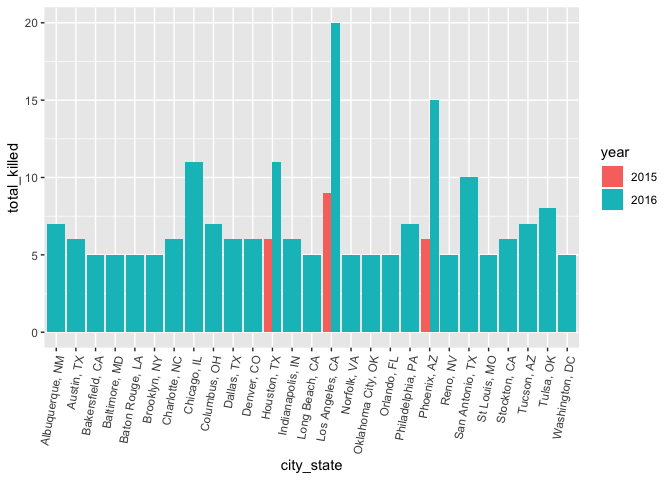 20
15
10
5
0
total_killed
Albuquerque, NM
Austin, TX
Bakersfield, CA
Baltimore, MD
Baton Rouge, LA
Brooklyn, NY
Charlotte, NC
Chicago, IL
Columbus, OH
Dallas, TX
Denver, CO
Houston, TX
Indianapolis, IN
Long Beach, CA
Los Angeles, CA
Norfolk, VA
Oklahoma City, OK
Orlando, FL
Philadelphia, PA
Phoenix, AZ
Reno, NV
San Antonio, TX
St Louis, MO
Stockton, CA
Tucson, AZ
Tulsa, OK
Washington, DC
city_state
year
2015
2016